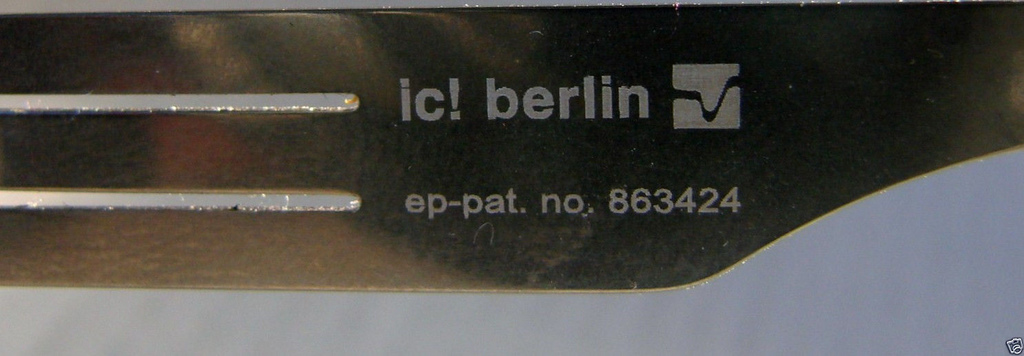 ic! berlin
ep-pat. no. 863424